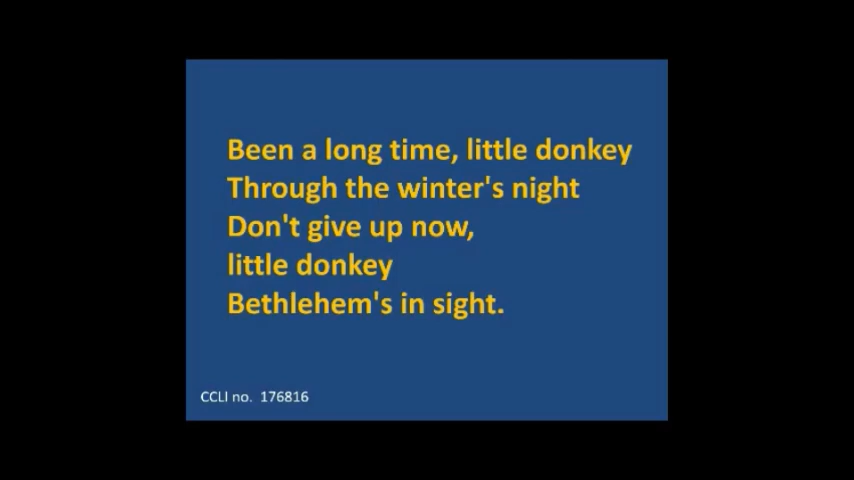 Been a long time, little donkey
Through the winter's night
Don't give up now,
little donkey
Bethlehem's in sight.
CCLI no.  176816